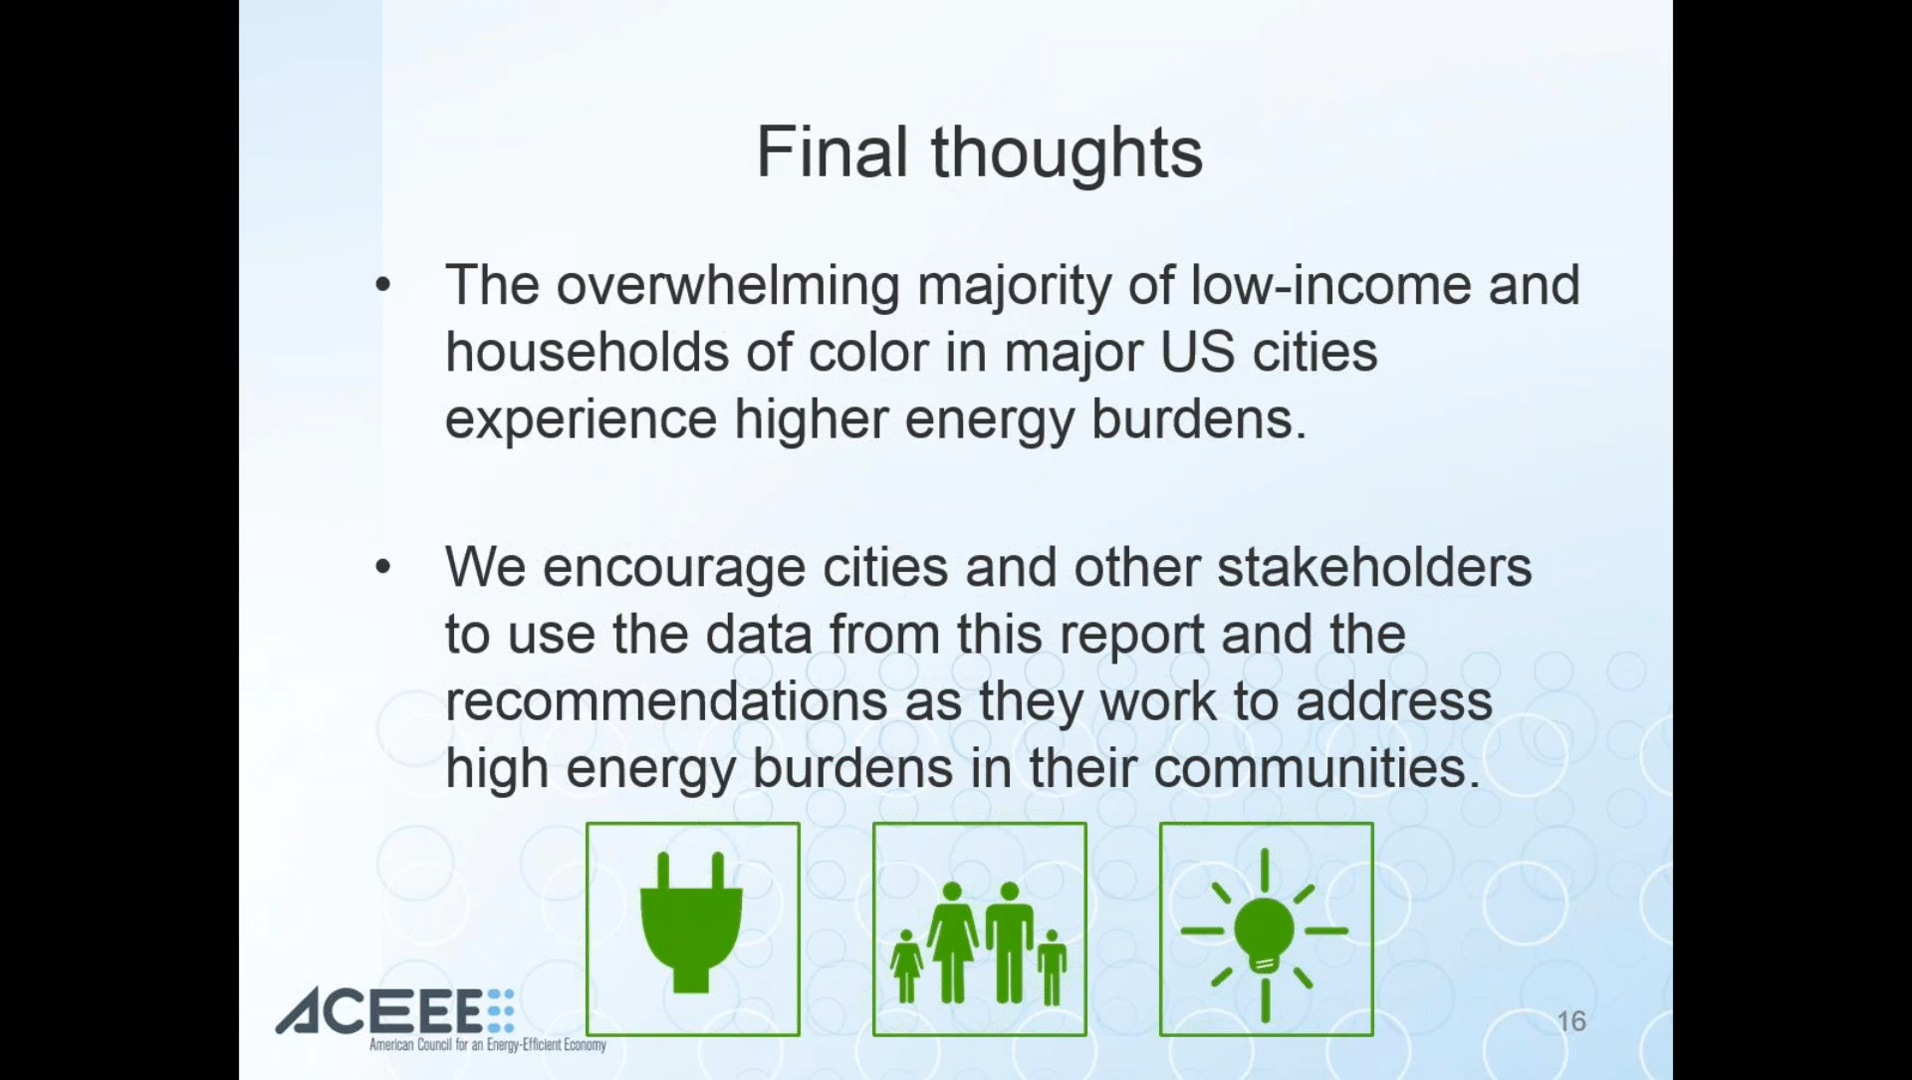 Final thoughts
• The overwhelming majority of low-income and
households of color in major US cities
experience higher energy burdens.
• We encourage cities and other stakeholders
to use the data from this report and the
recommendations as they work to address
high energy burdens in their communities.
ACEEE
American Council for an Energy-Efficient Economy
16